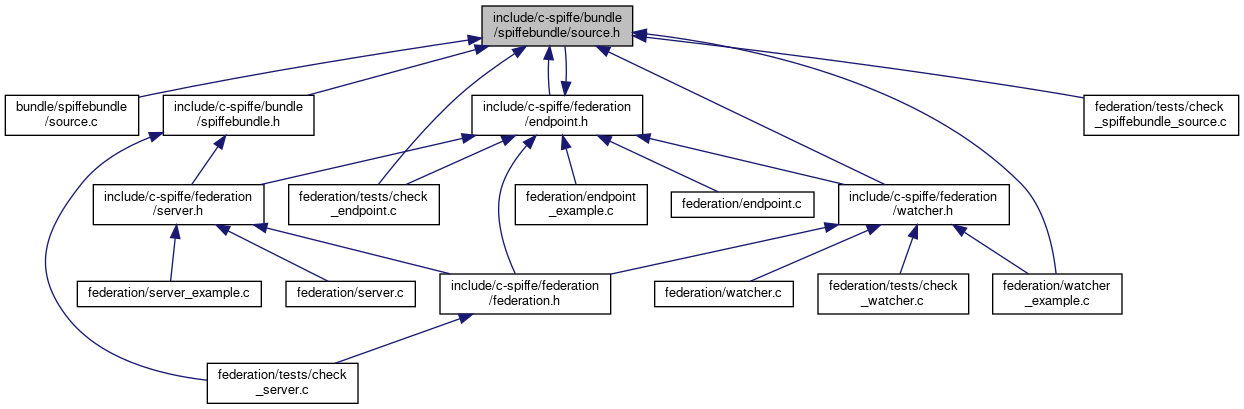 include/c-spiffe/bundle
/spiffebundle/source.h
bundle/spiffebundle
/source.c
include/c-spiffe/bundle
/spiffebundle.h
include/c-spiffe/federation
/endpoint.h
federation/tests/check
_spiffebundle_source.c
include/c-spiffe/federation
/server.h
federation/tests/check
_endpoint.c
federation/endpoint
_example.c
federation/endpoint.c
include/c-spiffe/federation
/watcher.h
federation/server_example.c
federation/server.c
include/c-spiffe/federation
/federation.h
federation/watcher.c
federation/tests/check
_watcher.c
federation/watcher
_example.c
federation/tests/check
_server.c